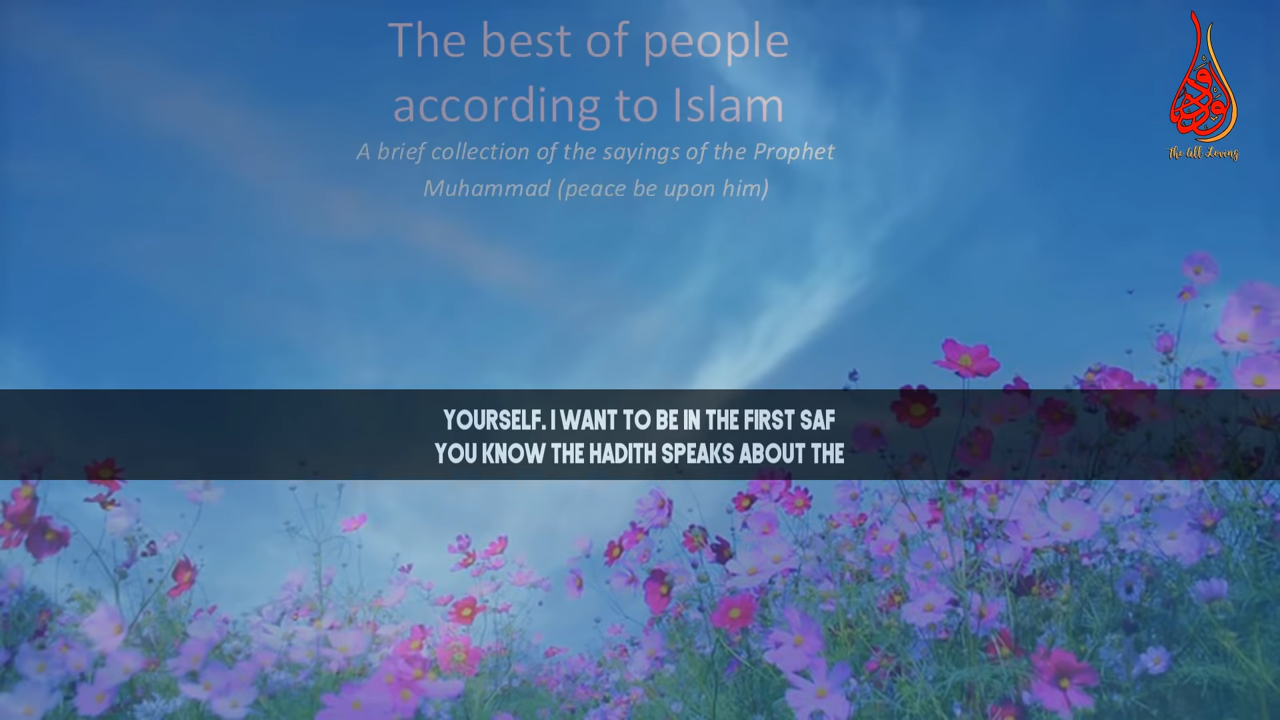 The best of people
according to Islam
A brief collection of the sayings of the Prophet
Muhammad (peace be upon him)
The All Loving
YOURSELF. I WANT TO BE IN THE FIRST SAF
YOU KNOW THE HADITH SPEAKS ABOUT THE